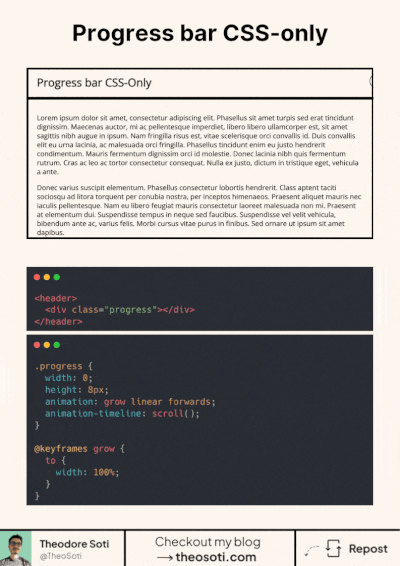 Progress bar CSS-only
Progress bar CSS-Only
Lorem ipsum dolor sit amet, consectetur adipiscing elit. Phasellus sit amet turpis sed erat tincidunt
dignissim. Maecenas auctor, mi ac pellentesque imperdiet, libero libero ullamcorper est, sit amet
sagittis nibh augue in ipsum. Nam fringilla risus est, vitae scelerisque orci convallis id. Duis convallis
elit eu urna lacinia, ac malesuada orci fringilla. Phasellus tincidunt enim eu justo hendrerit
condimentum. Mauris fermentum dignissim orci id molestie. Donec lacinia nibh quis fermentum
rutrum. Cras ac leo ac tortor consectetur consequat. Nulla ex justo, dictum in tristique eget, vehicula
a ante.
Donec varius suscipit elementum. Phasellus consectetur lobortis hendrerit. Class aptent taciti
sociosqu ad litora torquent per conubia nostra, per inceptos himenaeos. Praesent aliquet mauris nec
iaculis pellentesque. Nam eu libero feugiat mauris consectetur laoreet malesuada non mi. Praesent
at elementum dui. Suspendisse tempus in neque sed faucibus. Suspendisse vel velit vehicula,
bibendum ante ac, varius felis. Morbi cursus vitae purus in finibus. Sed ornare ut ipsum sit amet
dapibus.
<header>
<div class="progress"></div>
</header>
.progress {
width: 0;
height: 8px;
animation: grow linear forwards;
animation-timeline: scroll();
}
@keyframes grow {
to {
width: 100%;
}
}
Theodore Soti
@TheoSoti
Checkout my blog
→theosoti.com
Repost